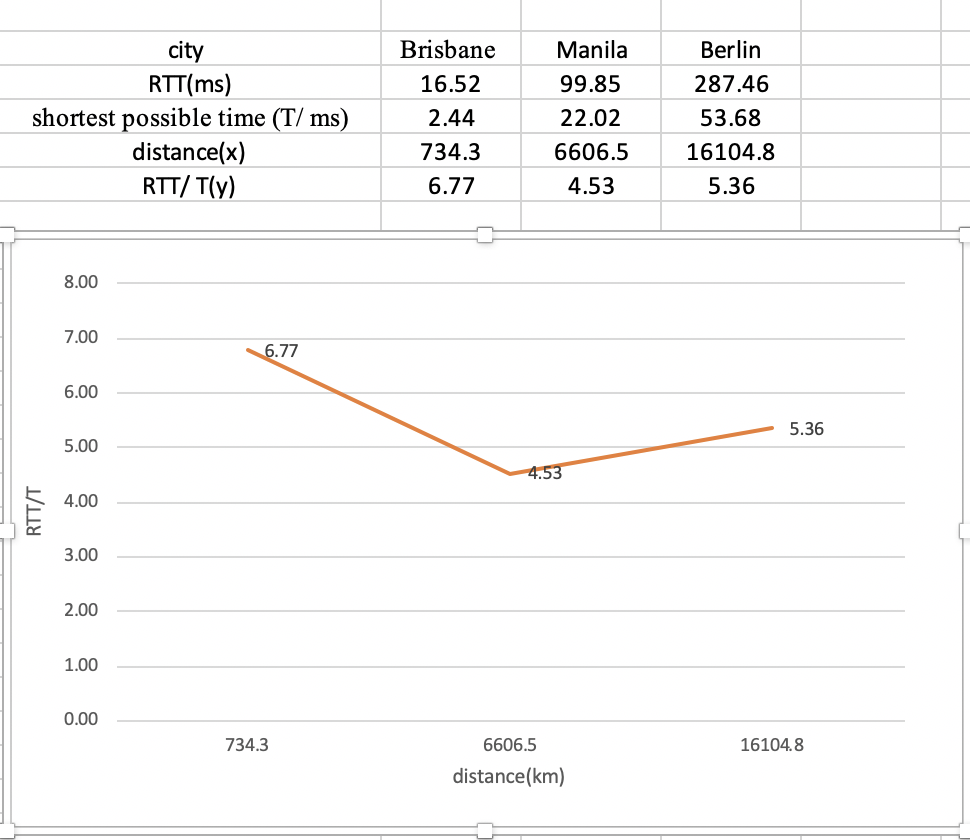 city Brisbane Manila Berlin
RTT(ms) 16.52 99.85 287.46
shortest possible time (T/ ms) 2.44 22.02 53.68
distance(x) 734.3 6606.5 16104.8
RTT/ T(y) 6.77 4.53 5.36
8.00
7.00
6.77
6.00
5.00
5.36
4.53
4.00
RTT/T
3.00
2.00
1.00
0.00
734.3 6606.5 16104.8
distance(km)